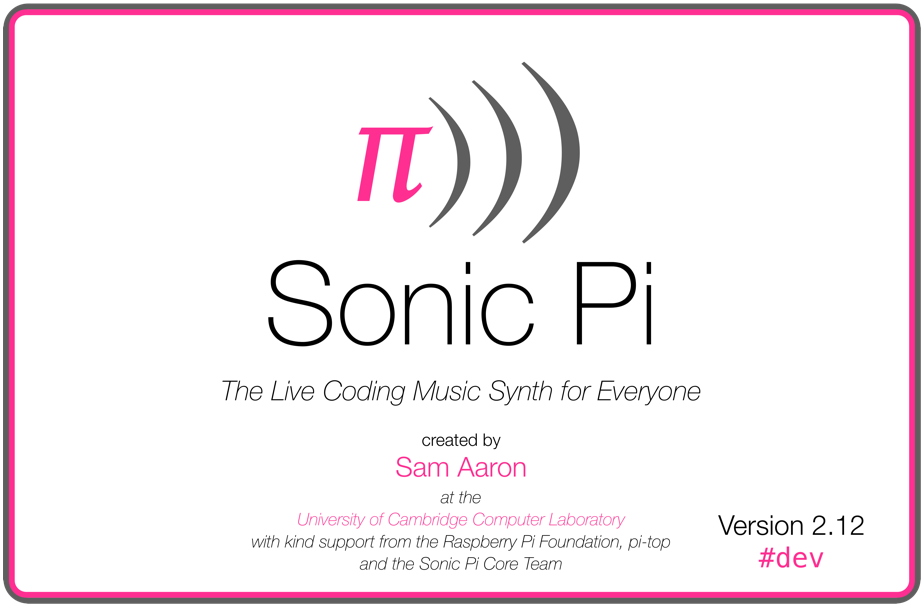 π)))
Sonic Pi
The Live Coding Music Synth for Everyone
created by
Sam Aaron
at the
University of Cambridge Computer Laboratory
with kind support from the Raspberry Pi Foundation, pi-top
and the Sonic Pi Core Team
Version 2.12
#dev